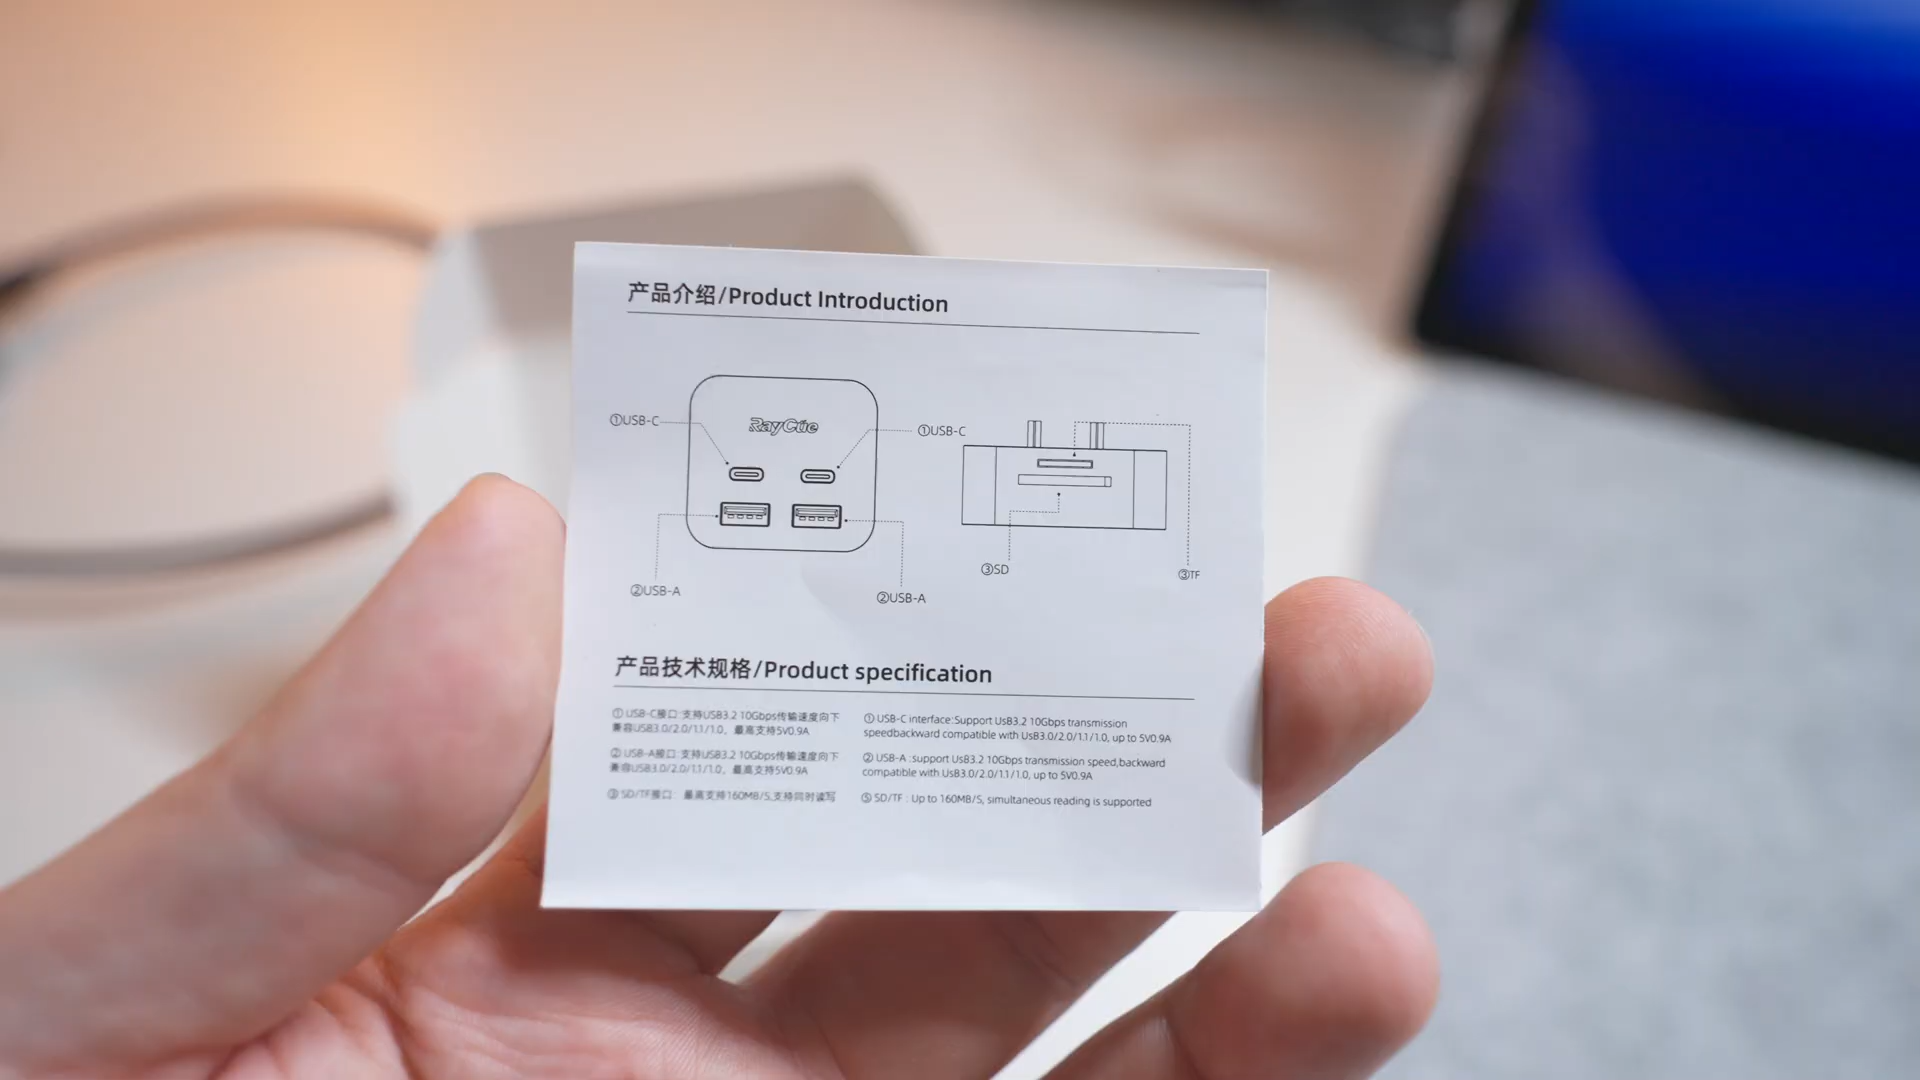 产品介绍/Product Introduction
RayCue
①USB-C
①USB-C
②USB-A
②USB-A
③SD
③TF
产品技术规格/Product specification
① USB-C接口:支持USB3.2 10Gbps传输速度向下
兼容USB3.0/2.0/1.1/1.0，最高支持5V0.9A
② USB-A接口:支持USB3.2 10Gbps传输速度向下
兼容USB3.0/2.0/1.1/1.0，最高支持5V0.9A
③ SD/TF接口：最高支持160MB/S,支持同时读写
① USB-C interface:Support UsB3.2 10Gbps transmission
speedbackward compatible with UsB3.0/2.0/1.1/1.0, up to 5V0.9A
② USB-A :support UsB3.2 10Gbps transmission speed,backward
compatible with UsB3.0/2.0/1.1/1.0, up to 5V0.9A
③ SD/TF : Up to 160MB/S, simultaneous reading is supported